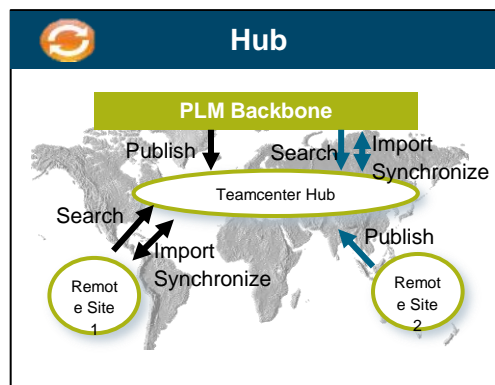 Hub
PLM Backbone
Publish
Search
Import
Synchronize
Teamcenter Hub
Search
Import
Synchronize
Publish
Remot
e Site
1
Remot
e Site
2